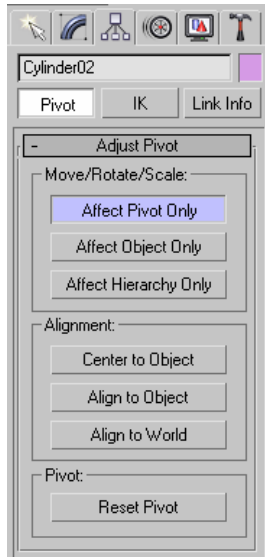 Cylinder02
Pivot IK Link Info
- Adjust Pivot
Move/Rotate/Scale:
Affect Pivot Only
Affect Object Only
Affect Hierarchy Only
Alignment:
Center to Object
Align to Object
Align to World
Pivot:
Reset Pivot